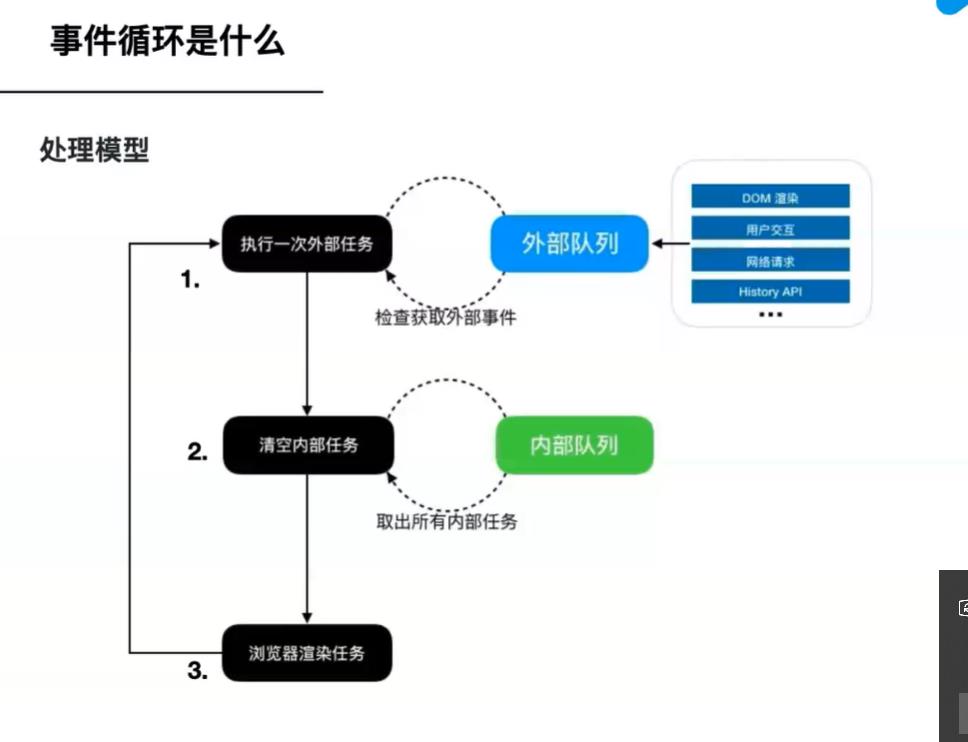 事件循环是什么
处理模型
DOM 渲染
用户交互
执行一次外部任务
外部队列
网络请求
1.
History API
...
检查获取外部事件
清空内部任务
内部队列
2.
取出所有内部任务
浏览器渲染任务
3.